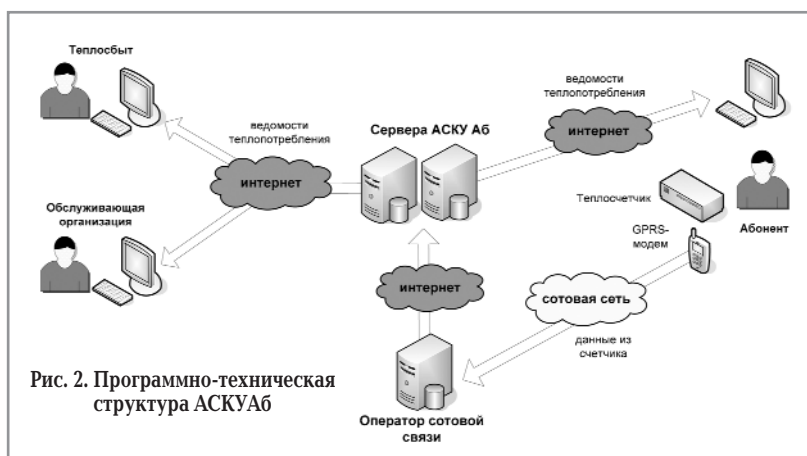 Теплосбыт
ведомости
теплопотребления
интернет
Обслуживающая
организация
Сервера АСКУ Аб
ведомости
теплопотребления
интернет
Теплосчетчик
GPRS-
модем
Абонент
интернет
сотовая сеть
данные из
счетчика
Оператор сотовой
связи
Рис. 2. Программно-техническая
структура АСКУАб